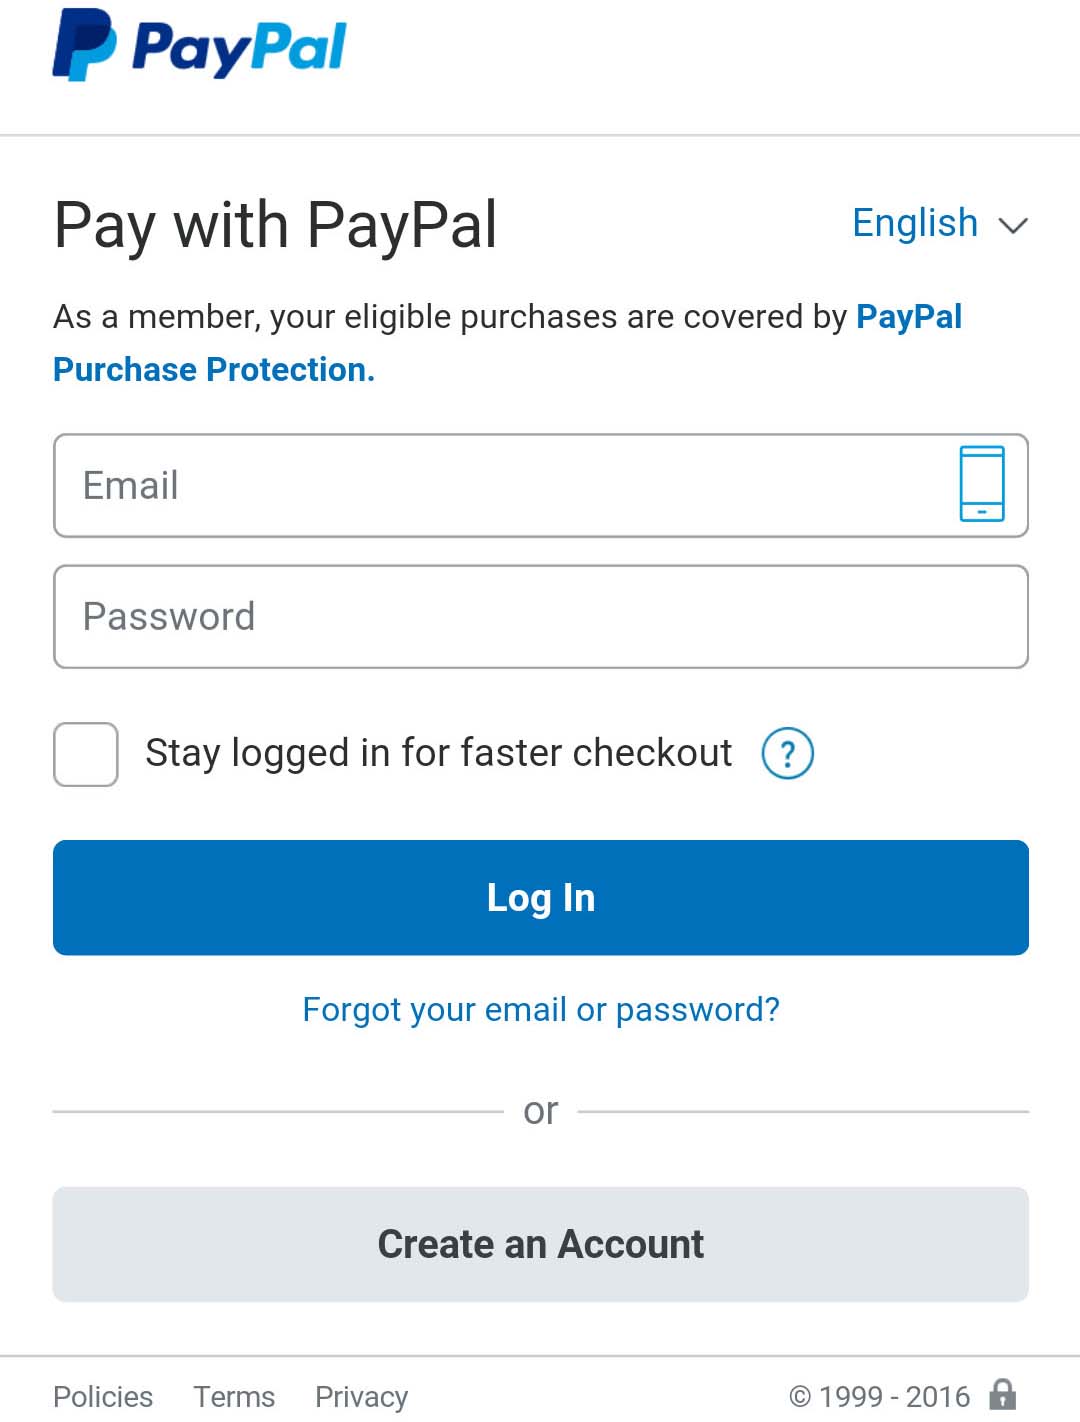 PayPal
Pay with PayPal
English
As a member, your eligible purchases are covered by PayPal
Purchase Protection.
Email
Password
Stay logged in for faster checkout ?
Log In
Forgot your email or password?
or
Create an Account
Policies Terms Privacy © 1999 - 2016